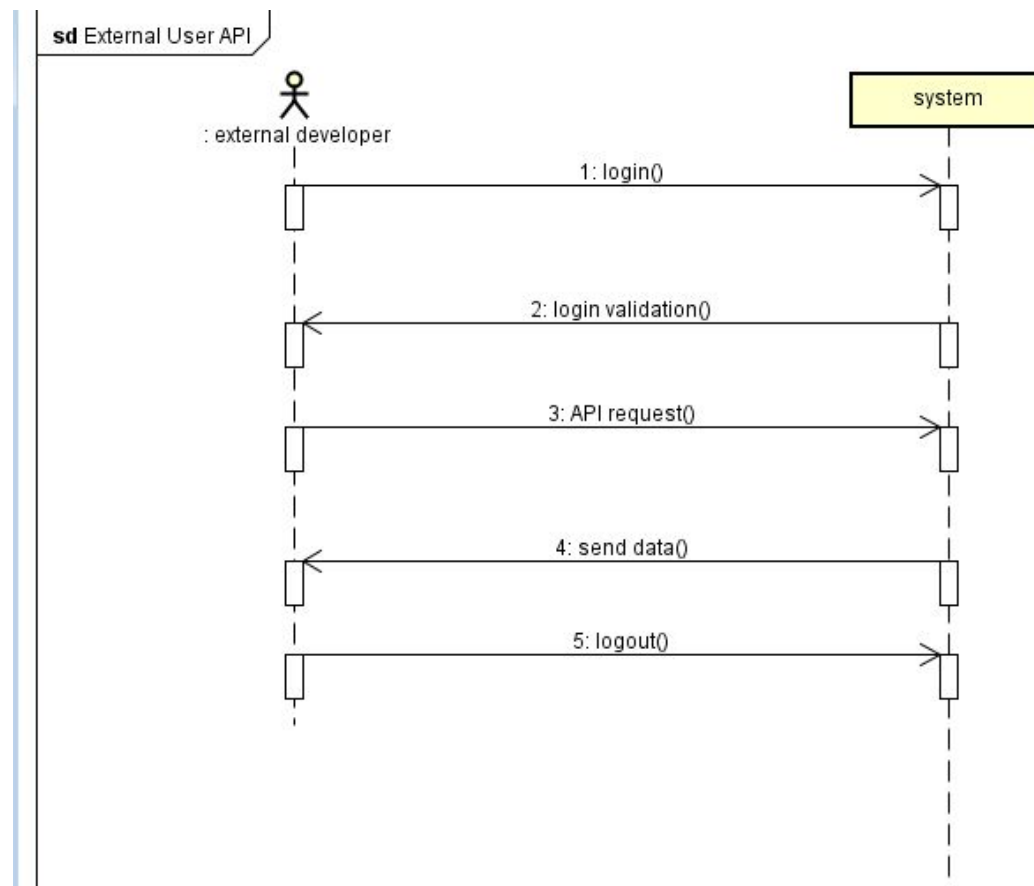 sd External User API
: external developer
system
1: login()
2: login validation()
3: API request()
4: send data()
5: logout()